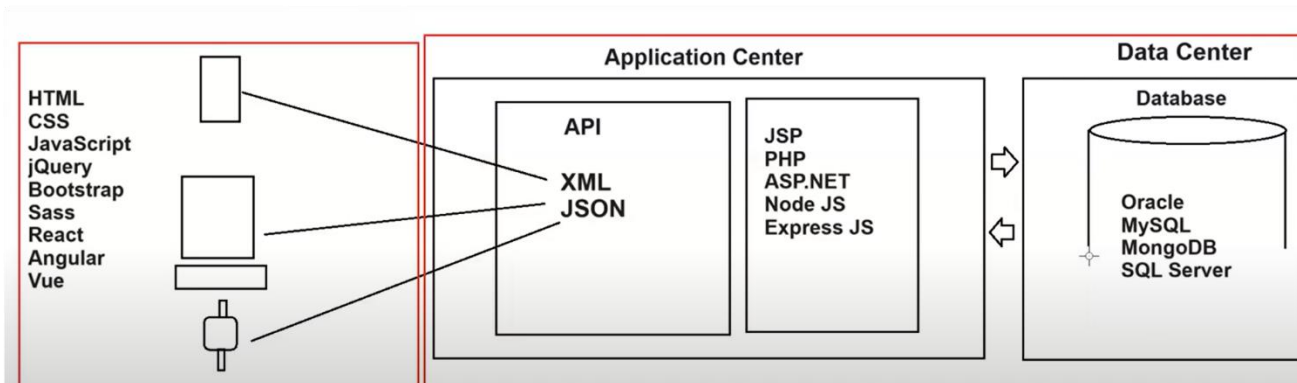 Application Center
Data Center
HTML
CSS
JavaScript
jQuery
Bootstrap
Sass
React
Angular
Vue
API
XML
JSON
JSP
PHP
ASP.NET
Node JS
Express JS
Database
Oracle
MySQL
MongoDB
SQL Server